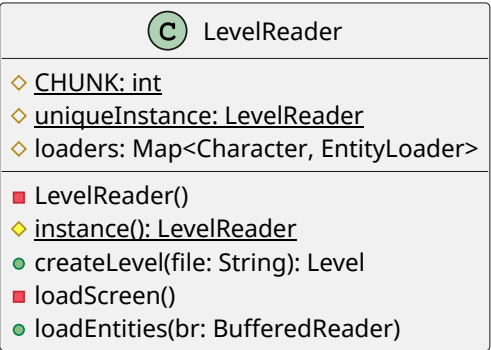 C LevelReader
CHUNK: int
uniqueInstance: LevelReader
loaders: Map<Character, EntityLoader>
LevelReader()
instance(): LevelReader
createLevel(file: String): Level
loadScreen()
loadEntities(br: BufferedReader)